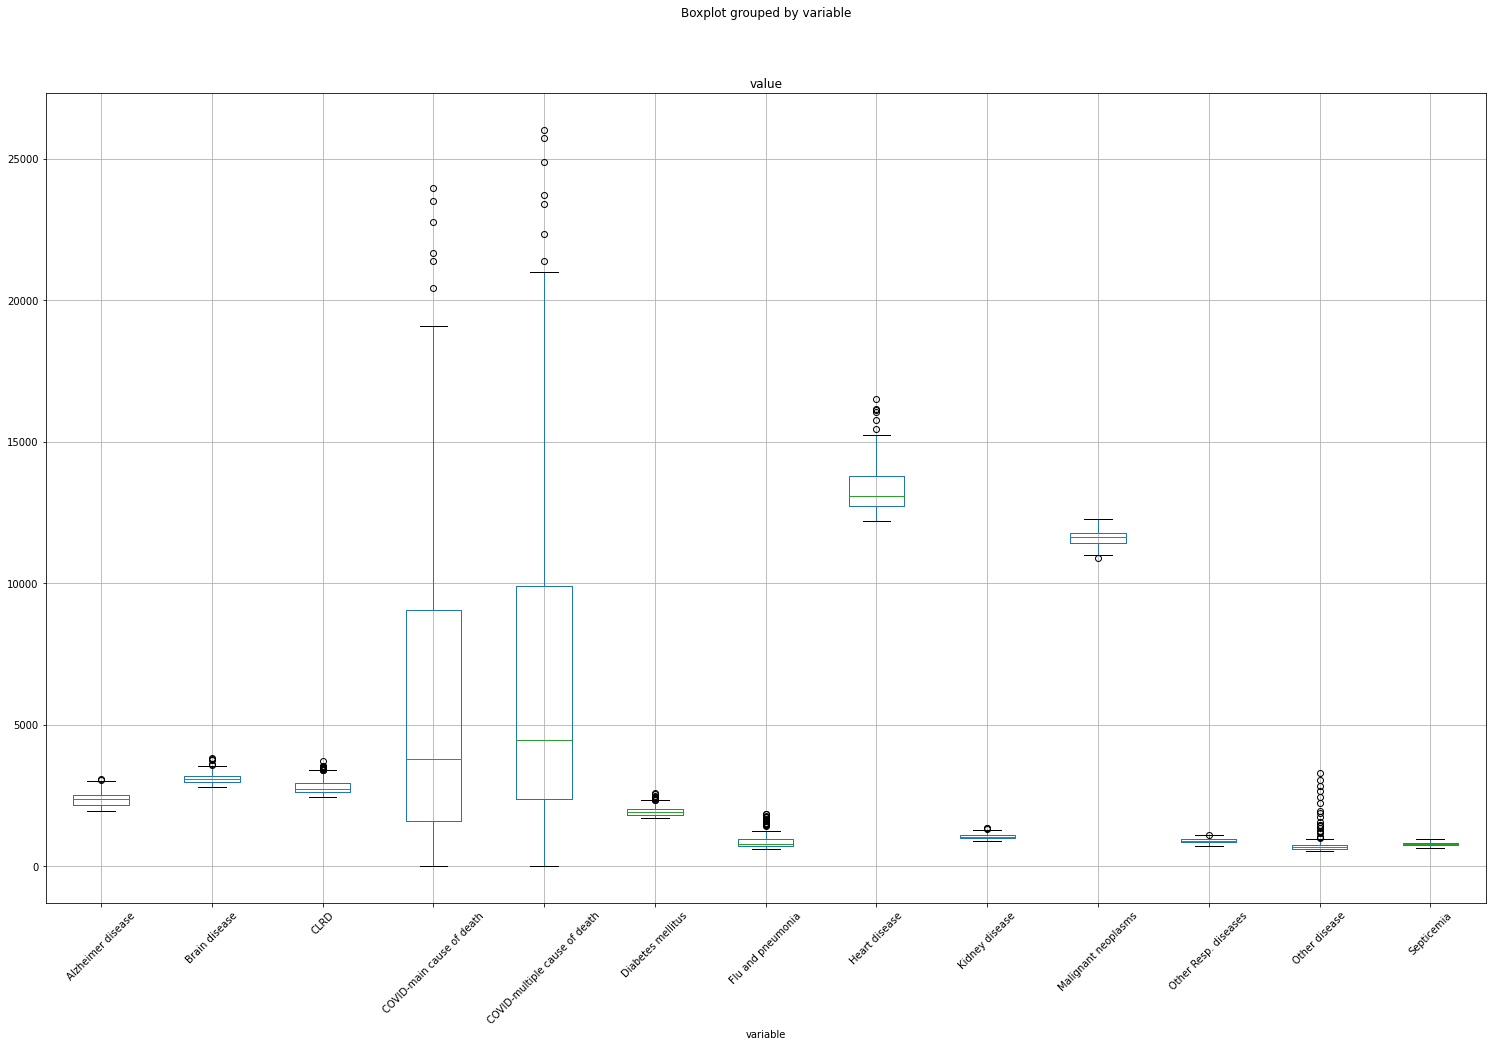 Boxplot grouped by variable
value
25000
20000
15000
10000
5000
0
Alzheimer disease
Brain disease
CLRD
COVID-main cause of death
COVID-multiple cause of death
Diabetes mellitus
Flu and pneumonia
Heart disease
Kidney disease
Malignant neoplasms
Other Resp. diseases
Other disease
Septicemia
variable